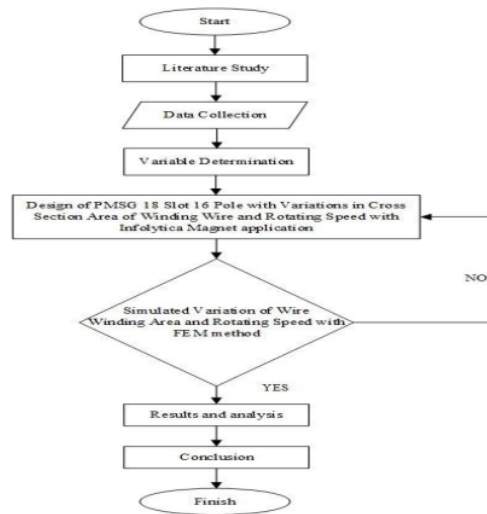 Start
Literature Study
Data Collection
Variable Determination
Design of PMSG 18 Slot 16 Pole with Variations in Cross
Section Area of Winding Wire and Rotating Speed with
Infolytica Magnet application
NO
Simulated Variation of Wire
Winding Area and Rotating Speed with
FEM method
YES
Results and analysis
Conclusion
Finish